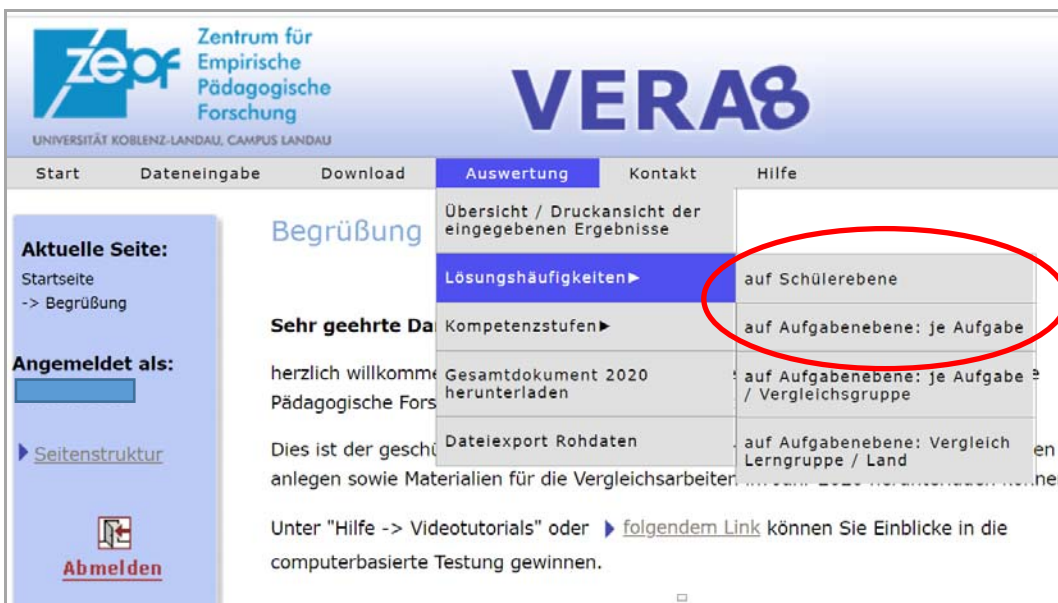 zepf
Zentrum für
Empirische
Pädagogische
Forschung
UNIVERSITÄT KOBLENZ-LANDAU, CAMPUS LANDAU
VERA8
Start Dateneingabe Download Auswertung Kontakt Hilfe
Aktuelle Seite:
Startseite
-> Begrüßung
Angemeldet als:
Seitenstruktur
Abmelden
Begrüßung
Übersicht / Druckansicht der
eingegebenen Ergebnisse
Lösungshäufigkeiten►
Kompetenzstufen►
Gesamtdokument 2020
herunterladen
Dateiexport Rohdaten
auf Schülerebene
auf Aufgabenebene: je Aufgabe
auf Aufgabenebene: je Aufgabe
/ Vergleichsgruppe
auf Aufgabenebene: Vergleich
Lerngruppe / Land
Sehr geehrte
herzlich
Pädagogische
Dies ist der
anlegen sowie Materialien für die Vergleichsarbeiten
Unter "Hilfe -> Videotutorials" oder folgendem Link können Sie Einblicke in die
computerbasierte Testung gewinnen.